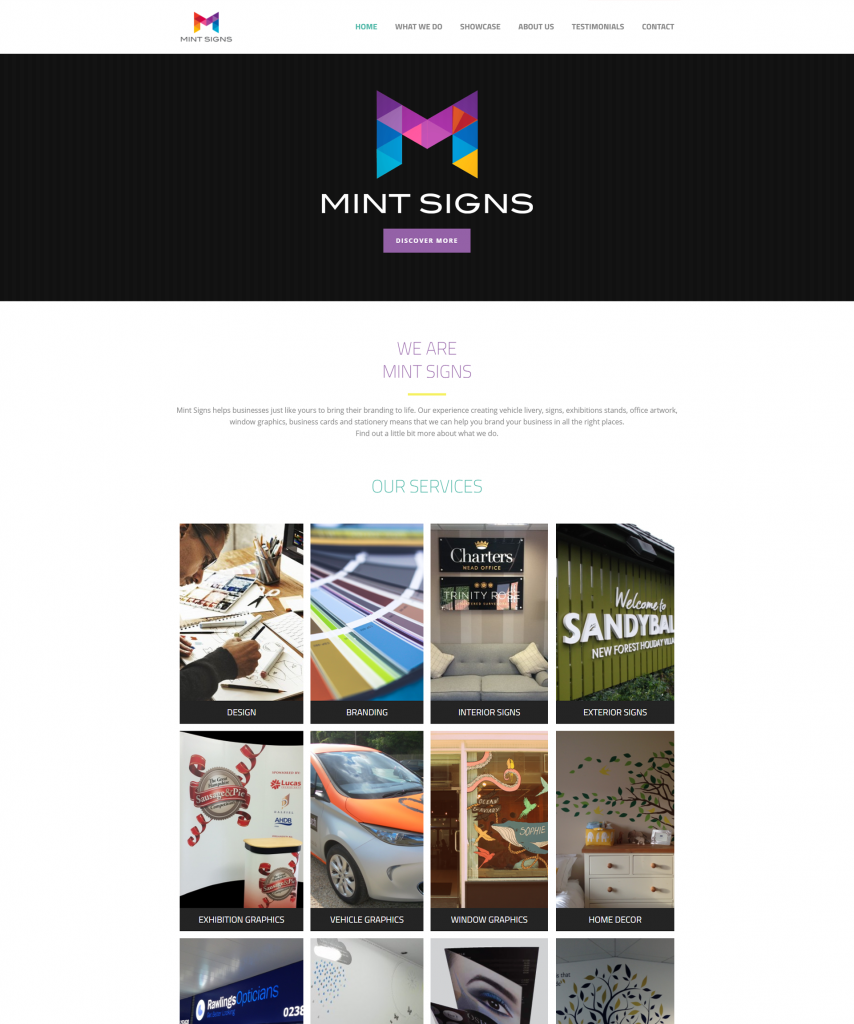 MINT SIGNS
HOME WHAT WE DO SHOWCASE ABOUT US TESTIMONIALS CONTACT
MINT SIGNS
DISCOVER MORE
WE ARE
MINT SIGNS
Mint Signs helps businesses just like yours to bring their branding to life. Our experience creating vehicle livery, signs, exhibitions stands, office artwork,
window graphics, business cards and stationery means that we can help you brand your business in all the right places.
Find out a little bit more about what we do.
OUR SERVICES
Charters
HEAD OFFICE
TRINITY ROSE
Welcome to
SANDYBAL
NEW FOREST HOLIDAY VILLA
DESIGN
BRANDING
INTERIOR SIGNS
EXTERIOR SIGNS
The Great
Sausage&Pie
Lucas
AHDB
SOPHIE
EXHIBITION GRAPHICS
VEHICLE GRAPHICS
WINDOW GRAPHICS
HOME DECOR
Rawlings Opticians
0238